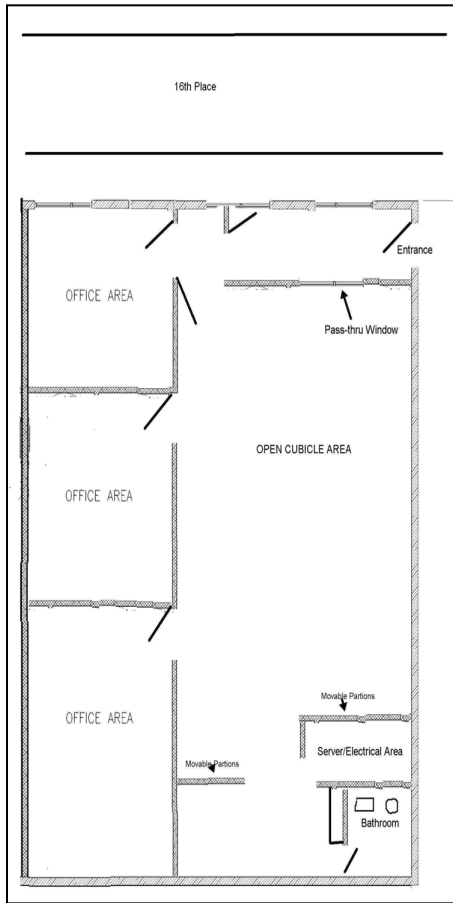 16th Place
Entrance
OFFICE AREA
Pass-thru Window
OPEN CUBICLE AREA
OFFICE AREA
Movable Partions
OFFICE AREA
Server/Electrical Area
Movable Partions
Bathroom